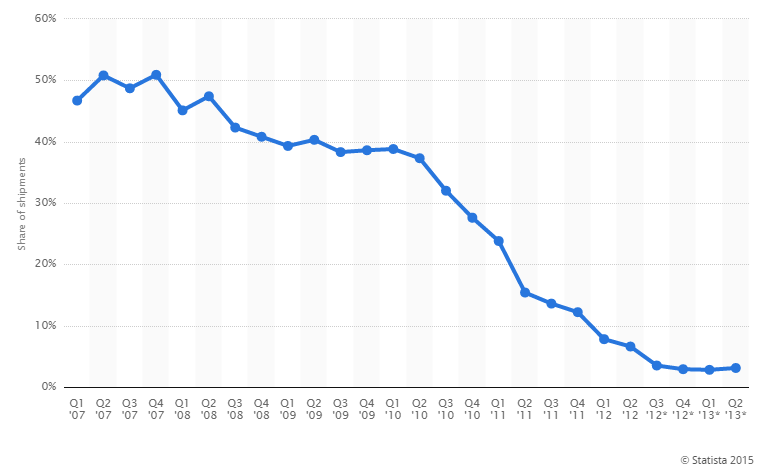 60%
50%
40%
30%
20%
10%
0%
Share of shipments
Q1 Q2 Q3 Q4 Q1 Q2 Q3 Q4 Q1 Q2 Q3 Q4 Q1 Q2 Q3 Q4 Q1 Q2 Q3 Q4 Q1 Q2 Q3 Q4 Q1 Q2
'07 '07 '07 '07 '08 '08 '08 '08 '09 '09 '09 '09 '10 '10 '10 '10 '11 '11 '11 '11 '12 '12 '12* '12* '13* '13*
© Statista 2015